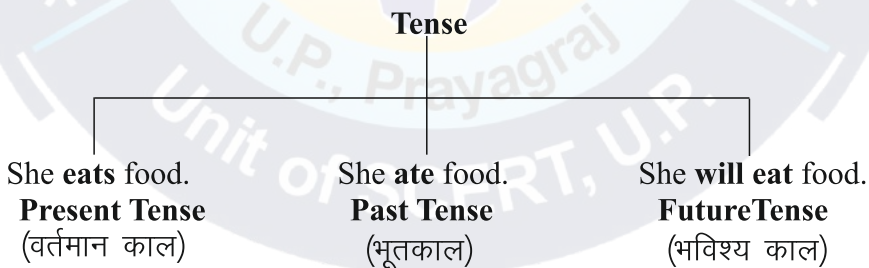 Tense
She eats food.
Present Tense
(वर्तमान काल)
She ate food.
Past Tense
(भूतकाल)
She will eat food.
FutureTense
(भविश्य काल)
U.P., Prayagraj
Unit of SCERT, U.P.